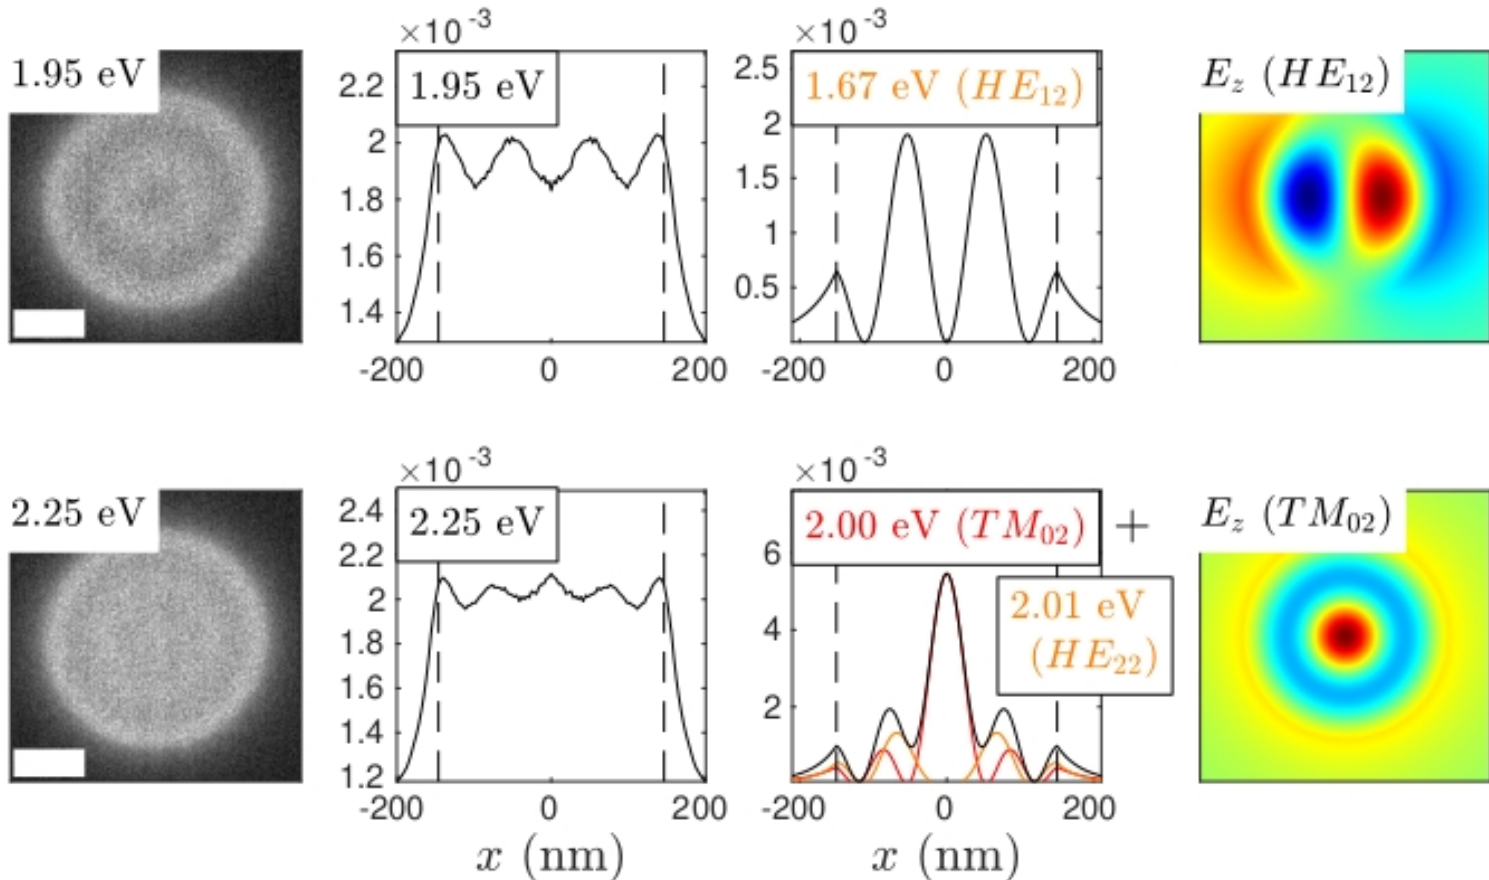 ×10⁻³
×10⁻³
1.95 eV
1.95 eV
1.67 eV (HE₁₂)
E_z (HE₁₂)
2.2
2
1.8
1.6
1.4
2.5
2
1.5
1
0.5
-200 0 200
-200 0 200
×10⁻³
×10⁻³
2.25 eV
2.25 eV
2.00 eV (TM₀₂) +
2.01 eV
(HE₂₂)
E_z (TM₀₂)
2.4
2.2
2
1.8
1.6
1.4
1.2
6
4
2
-200 0 200
-200 0 200
x (nm)
x (nm)